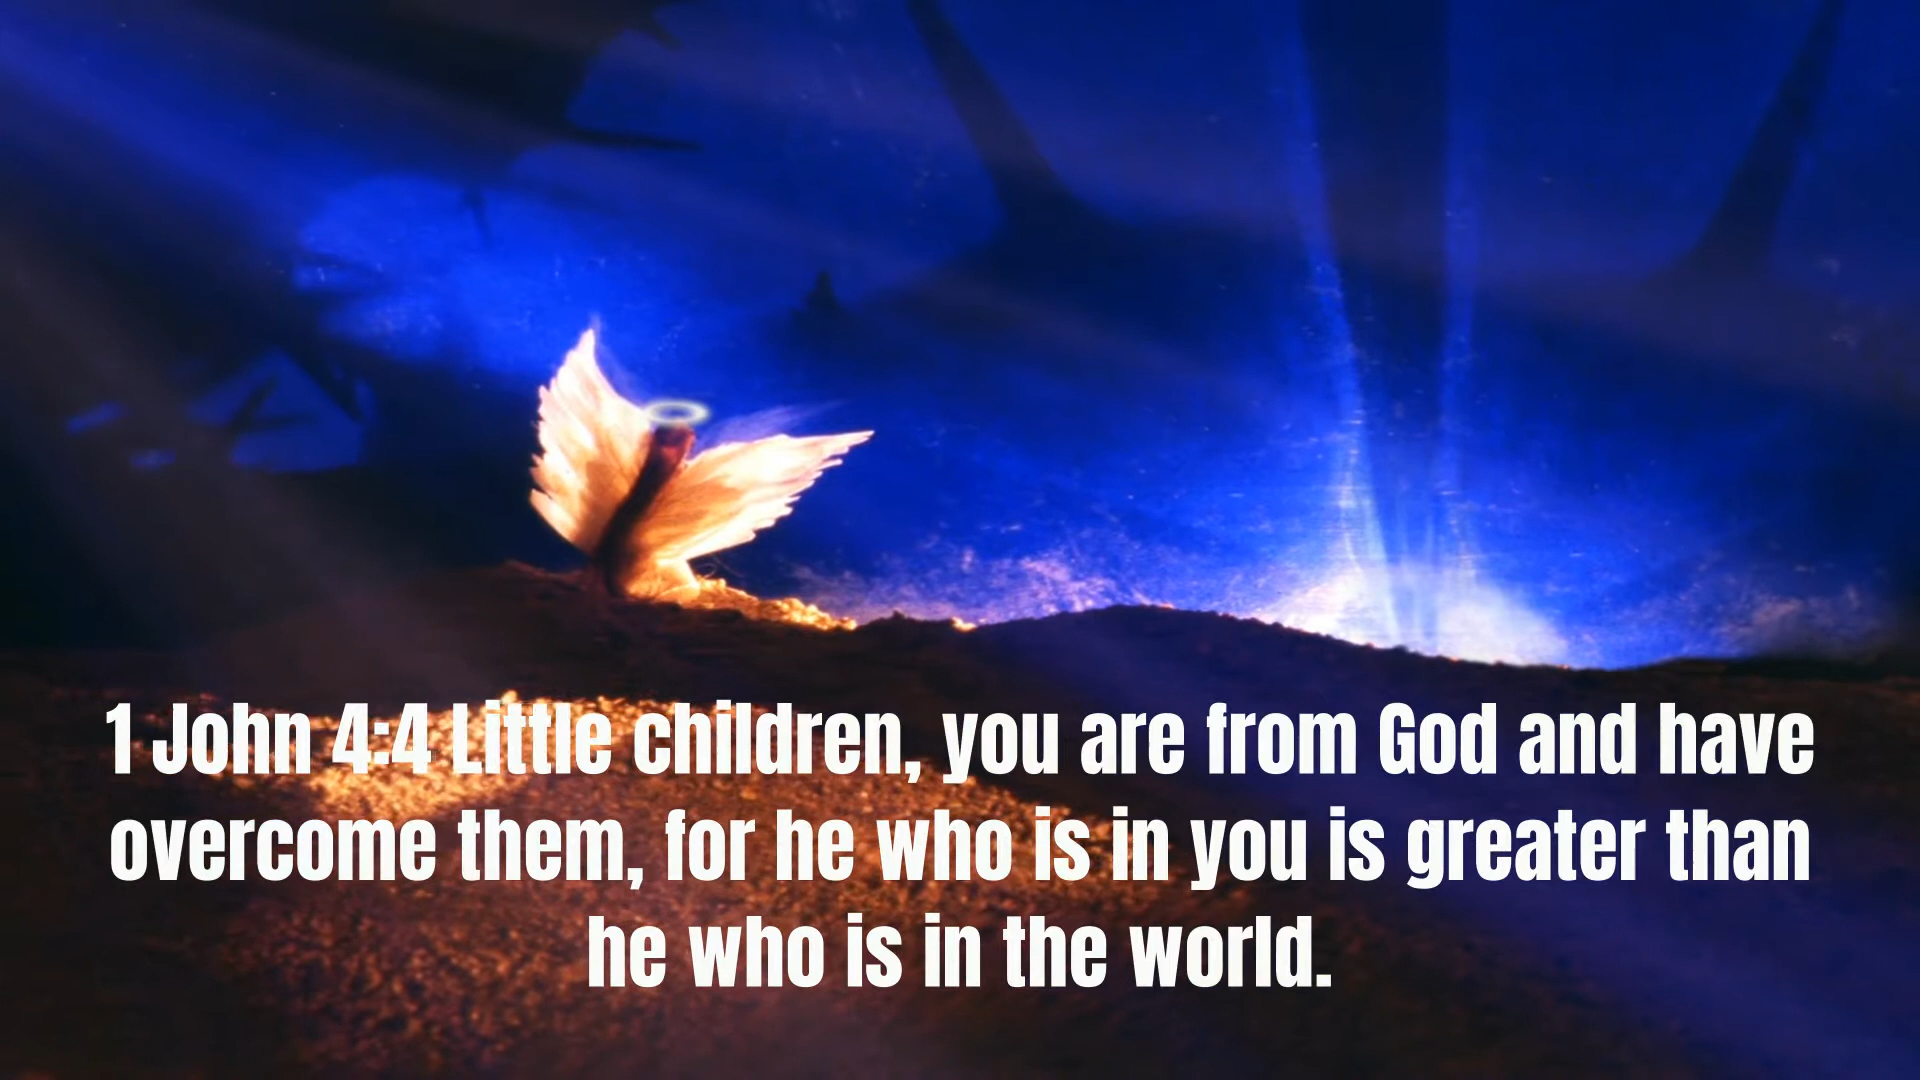 1 John 4:4 Little children, you are from God and have
overcome them, for he who is in you is greater than
he who is in the world.